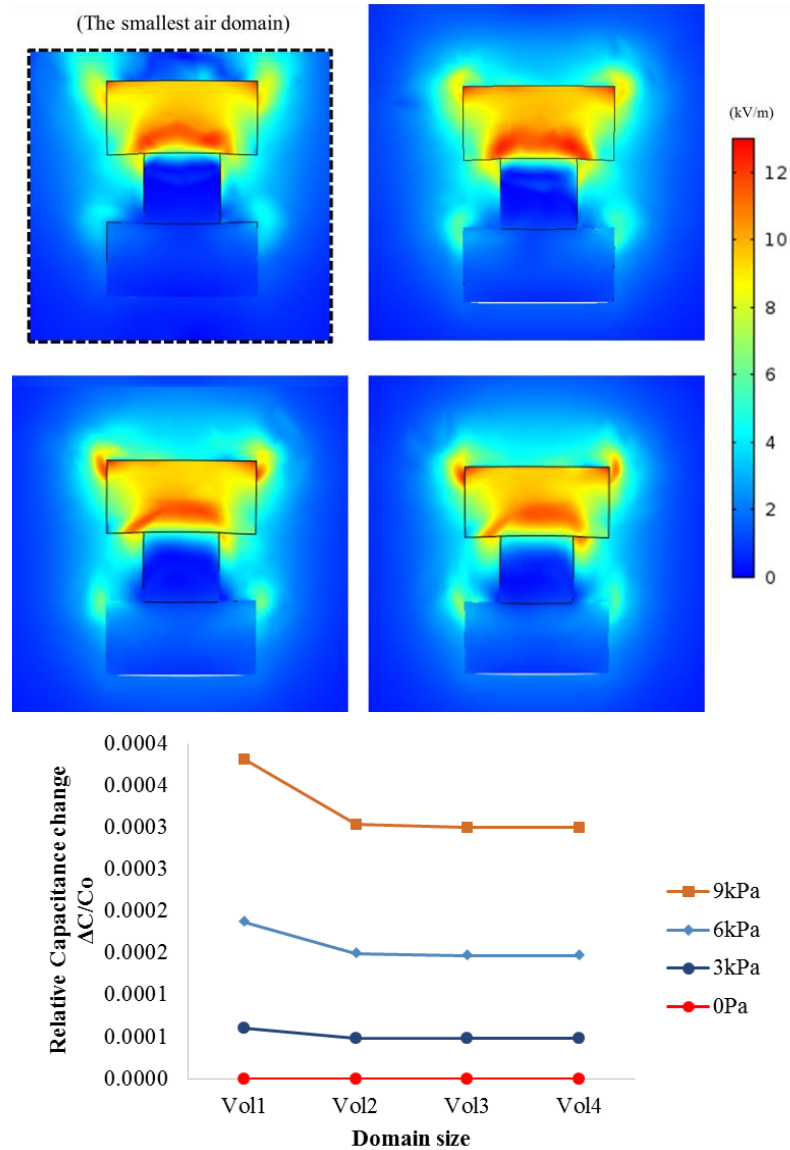 (The smallest air domain)
(kV/m)
12
10
8
6
4
2
0
Relative Capacitance change
ΔC/Co
0.0004
0.0004
0.0003
0.0003
0.0002
0.0002
0.0001
0.0001
0.0000
Vol1 Vol2 Vol3 Vol4
Domain size
9kPa
6kPa
3kPa
0Pa